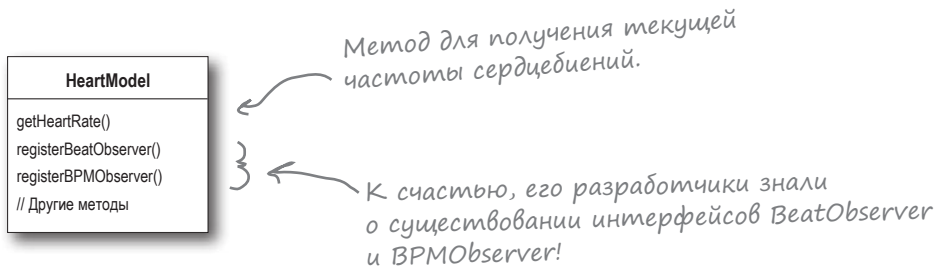 Метод для получения текущей
частоты сердцебиений.
HeartModel
getHeartRate()
registerBeatObserver()
registerBPMObserver()
// Другие методы
К счастью, его разработчики знали
о существовании интерфейсов BeatObserver
и BPMObserver!